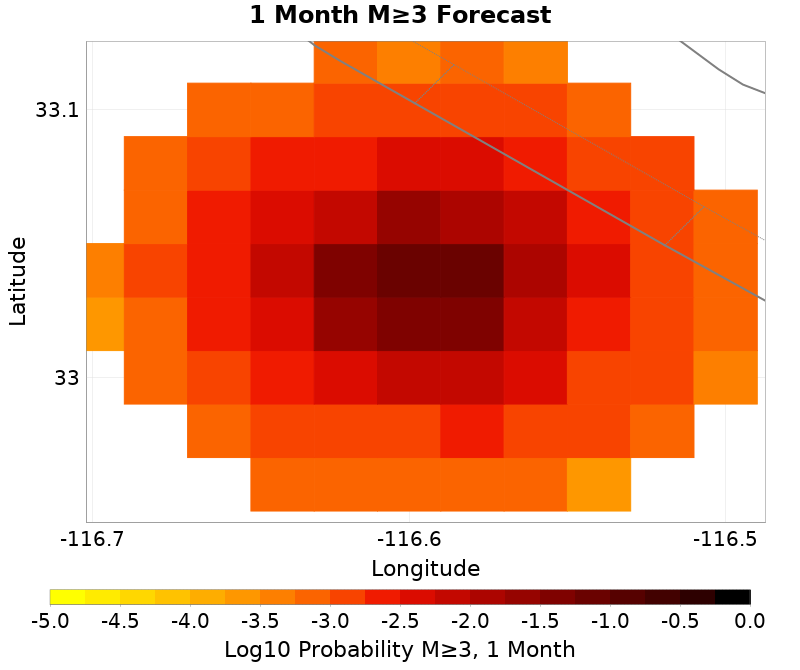 1 Month M≥3 Forecast
33.1
33
Latitude
-116.7 -116.6 -116.5
Longitude
-5.0 -4.5 -4.0 -3.5 -3.0 -2.5 -2.0 -1.5 -1.0 -0.5 0.0
Log10 Probability M≥3, 1 Month